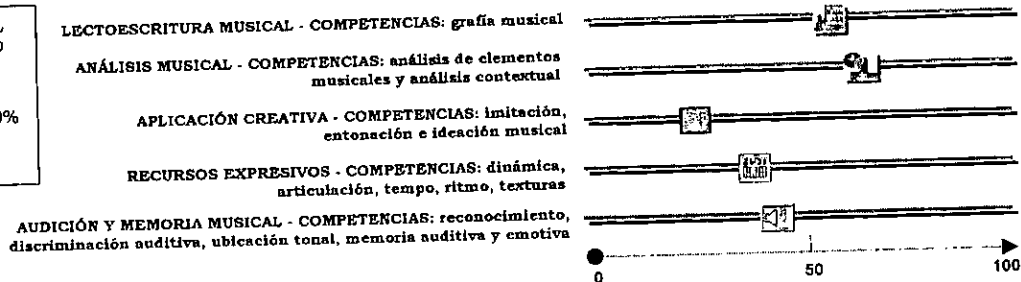 LECTOESCRITURA MUSICAL - COMPETENCIAS: grafía musical
ANÁLISIS MUSICAL - COMPETENCIAS: análisis de elementos
musicales y análisis contextual
APLICACIÓN CREATIVA - COMPETENCIAS: imitación,
entonación e ideación musical
RECURSOS EXPRESIVOS - COMPETENCIAS: dinámica,
articulación, tempo, ritmo, texturas
AUDICIÓN Y MEMORIA MUSICAL - COMPETENCIAS: reconocimiento,
discriminación auditiva, ubicación tonal, memoria auditiva y emotiva
0 50 100